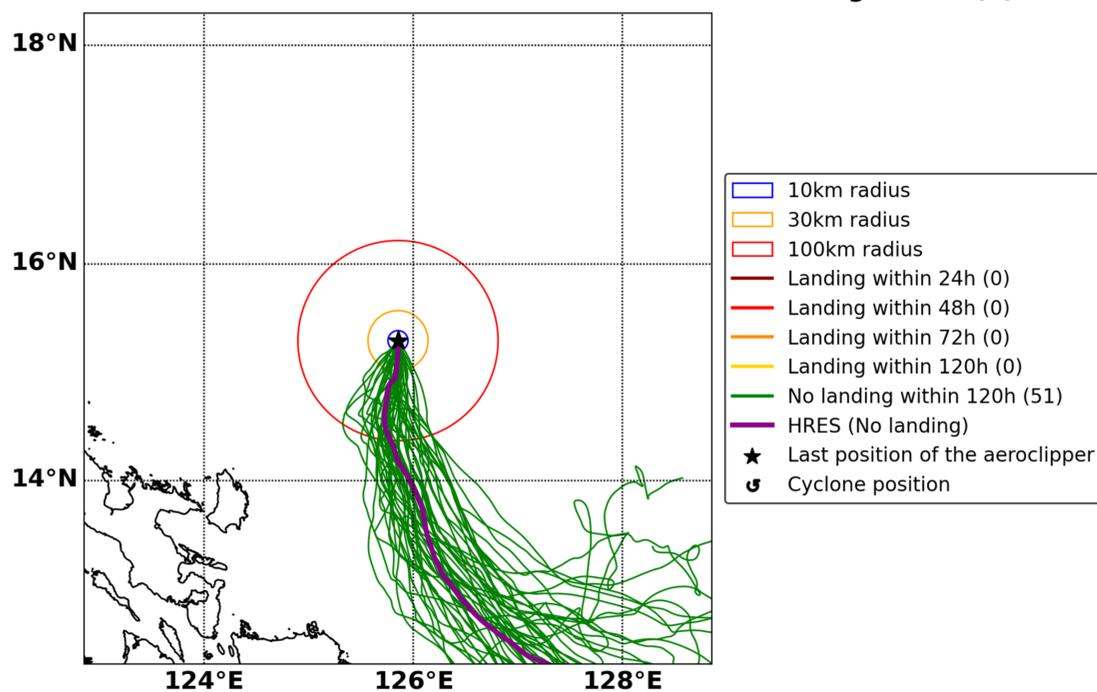 18°N
16°N
14°N
124°E
126°E
128°E
10km radius
30km radius
100km radius
Landing within 24h (0)
Landing within 48h (0)
Landing within 72h (0)
Landing within 120h (0)
No landing within 120h (51)
HRES (No landing)
Last position of the aeroclipper
Cyclone position